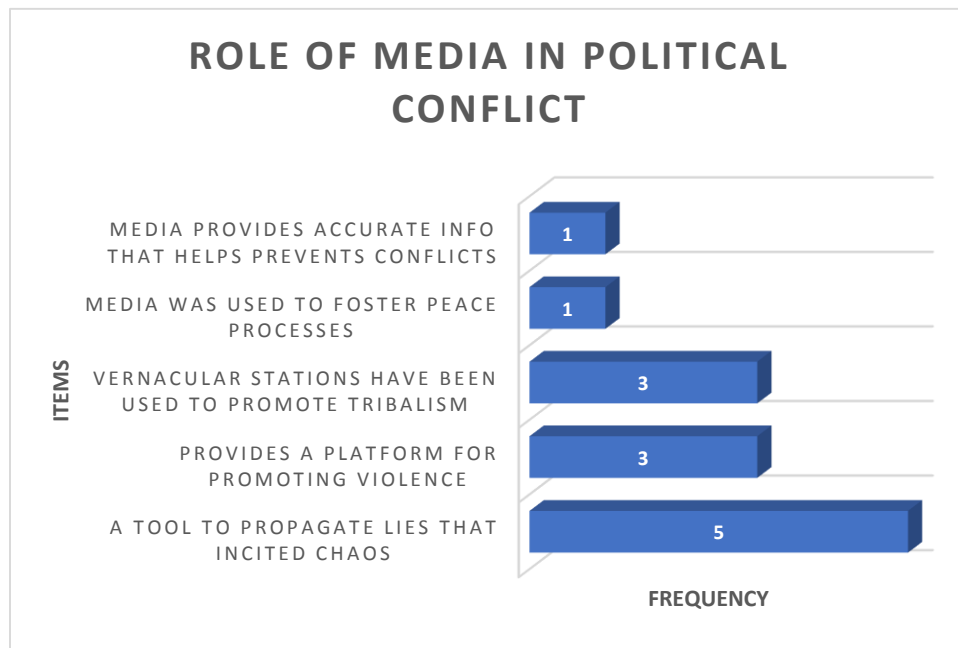 ROLE OF MEDIA IN POLITICAL
CONFLICT
MEDIA PROVIDES ACCURATE INFO
THAT HELPS PREVENTS CONFLICTS
1
MEDIA WAS USED TO FOSTER PEACE
PROCESSES
1
VERNACULAR STATIONS HAVE BEEN
USED TO PROMOTE TRIBALISM
3
PROVIDES A PLATFORM FOR
PROMOTING VIOLENCE
3
A TOOL TO PROPAGATE LIES THAT
INCITED CHAOS
5
ITEMS
FREQUENCY